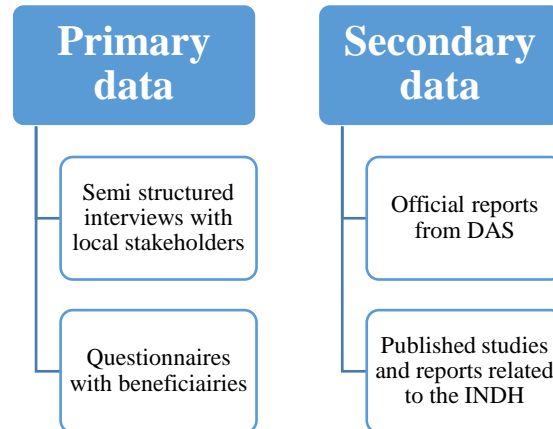 Primary
data
Semi structured
interviews with
local stakeholders
Questionnaires
with beneficiairies
Secondary
data
Official reports
from DAS
Published studies
and reports related
to the INDH